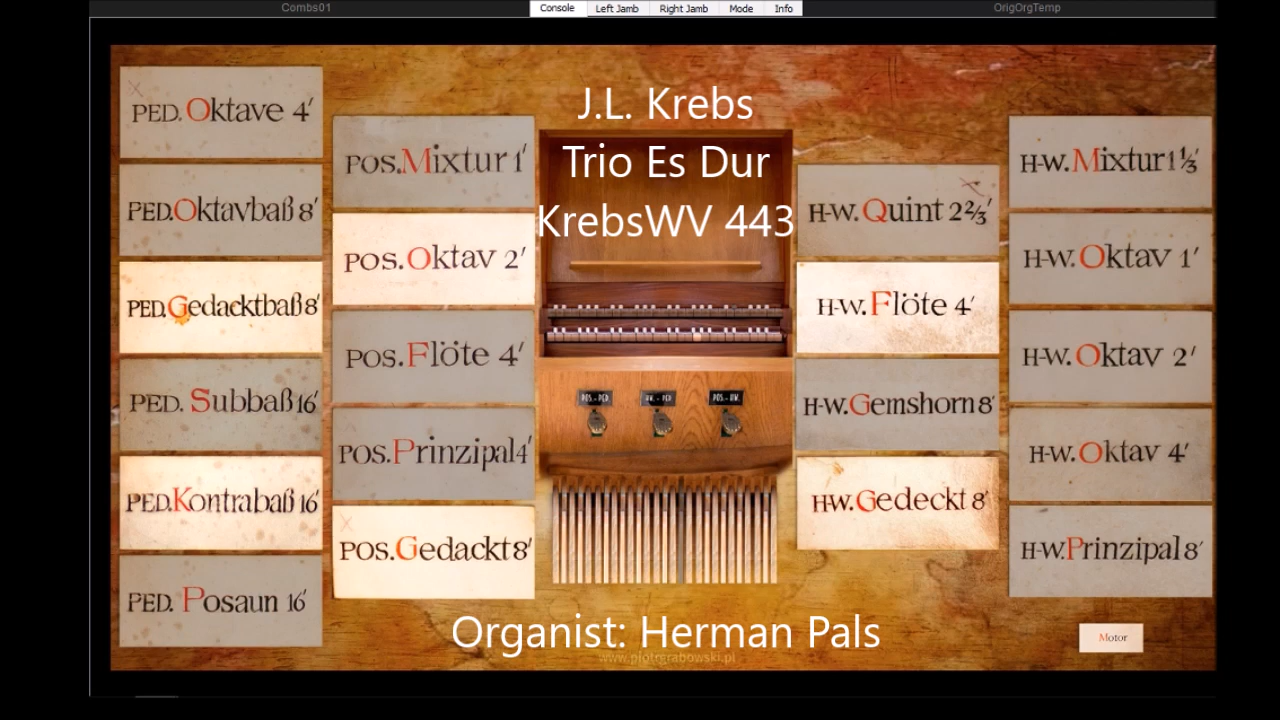 Combs01
Console Left Jamb Right Jamb Mode Info
OrigOrgTemp
PED. Oktave 4'
PED. Oktavbaß 8'
PED. Gedacktbaß 8'
PED. Subbaß 16'
PED. Kontrabaß 16'
PED. Posaun 16'
POS. Mixtur 1'
POS. Oktav 2'
POS. Flöte 4'
POS. Prinzipal 4'
POS. Gedackt 8'
J.L. Krebs
Trio Es Dur
KrebsWV 443
POS.-PED HW.-PED POS.-HW.
H-W. Quint 2⅔'
H-W. Flöte 4'
H-W. Gemshorn 8'
HW. Gedeckt 8'
H-W. Mixtur 1⅓'
H-W. Oktav 1'
H-W. Oktav 2'
H-W. Oktav 4'
H-W. Prinzipal 8'
Organist: Herman Pals
www.piotrgrabowski.pl
Motor